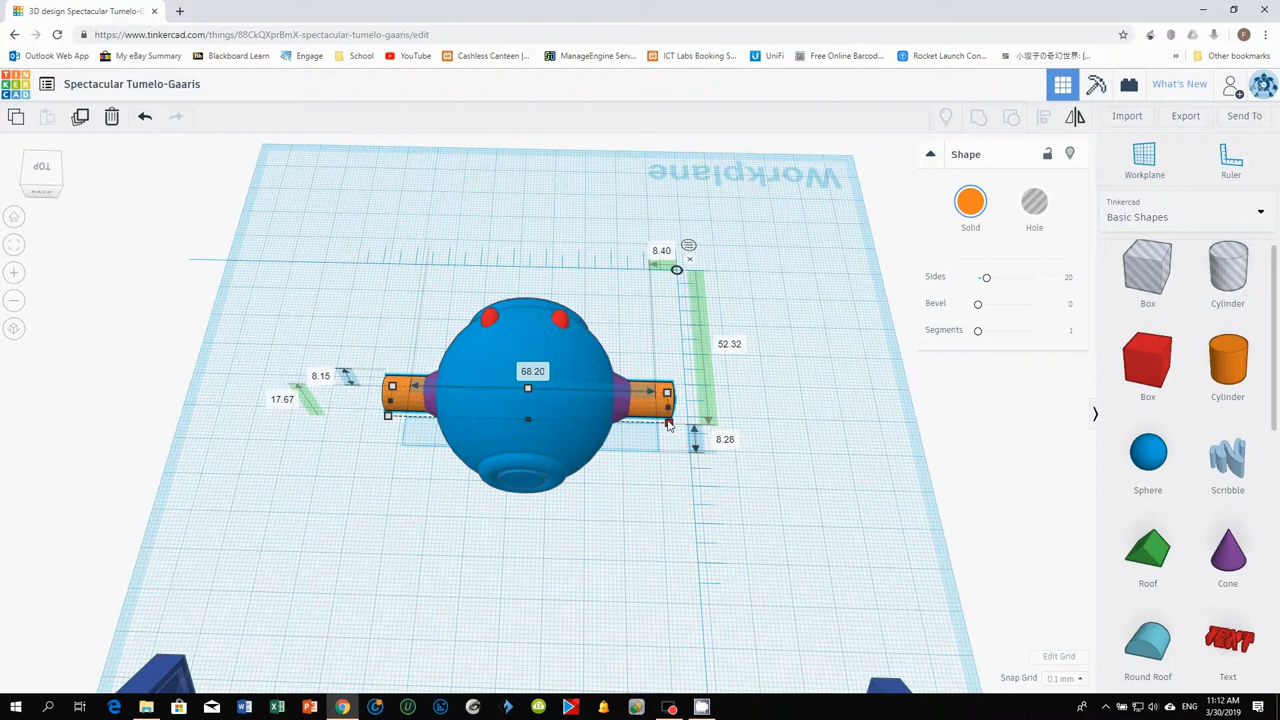 3D design Spectacular Tumelo-Gaaris
https://www.tinkercad.com/things/88CkQXprBmX-spectacular-tumelo-gaaris/edit
Outlook Web App
My eBay Summary
Blackboard Learn
Engage
School
YouTube
Cashless Canteen |...
ManageEngine Serv...
ICT Labs Booking S...
UniFi
Free Online Barcod...
Rocket Launch Con...
Other bookmarks
TIN
KER
CAD
Spectacular Tumelo-Gaaris
What's New
Import
Export
Send To
TOP
Workplane
Shape
Solid
Hole
Sides
20
Bevel
0
Segments
1
Workplane
Ruler
Tinkercad
Basic Shapes
Box
Cylinder
Box
Cylinder
Sphere
Scribble
Roof
Cone
TEXT
Round Roof
Text
8.40
52.32
68.20
8.15
17.67
8.28
Edit Grid
Snap Grid
0.1 mm
11:12 AM
3/30/2019